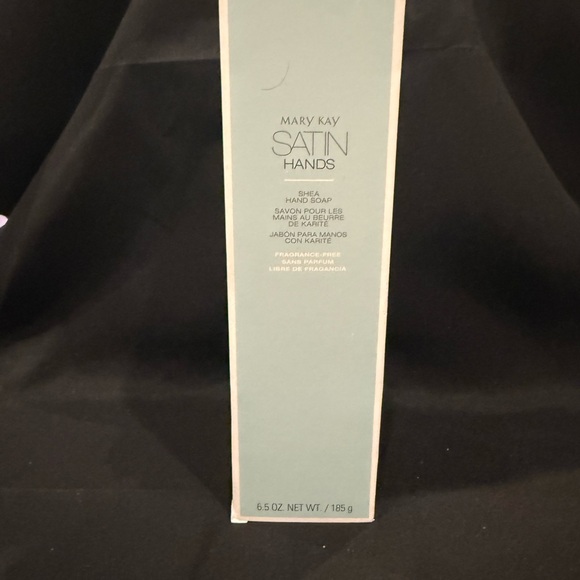 MARY KAY
SATIN
HANDS
SHEA
HAND SOAP
SAVON POUR LES
MAINS AU BEURRE
DE KARITÉ
JABÓN PARA MANOS
CON KARITÉ
FRAGRANCE-FREE
SANS PARFUM
LIBRE DE FRAGANCIA
6.5 OZ. NET WT. / 185 g